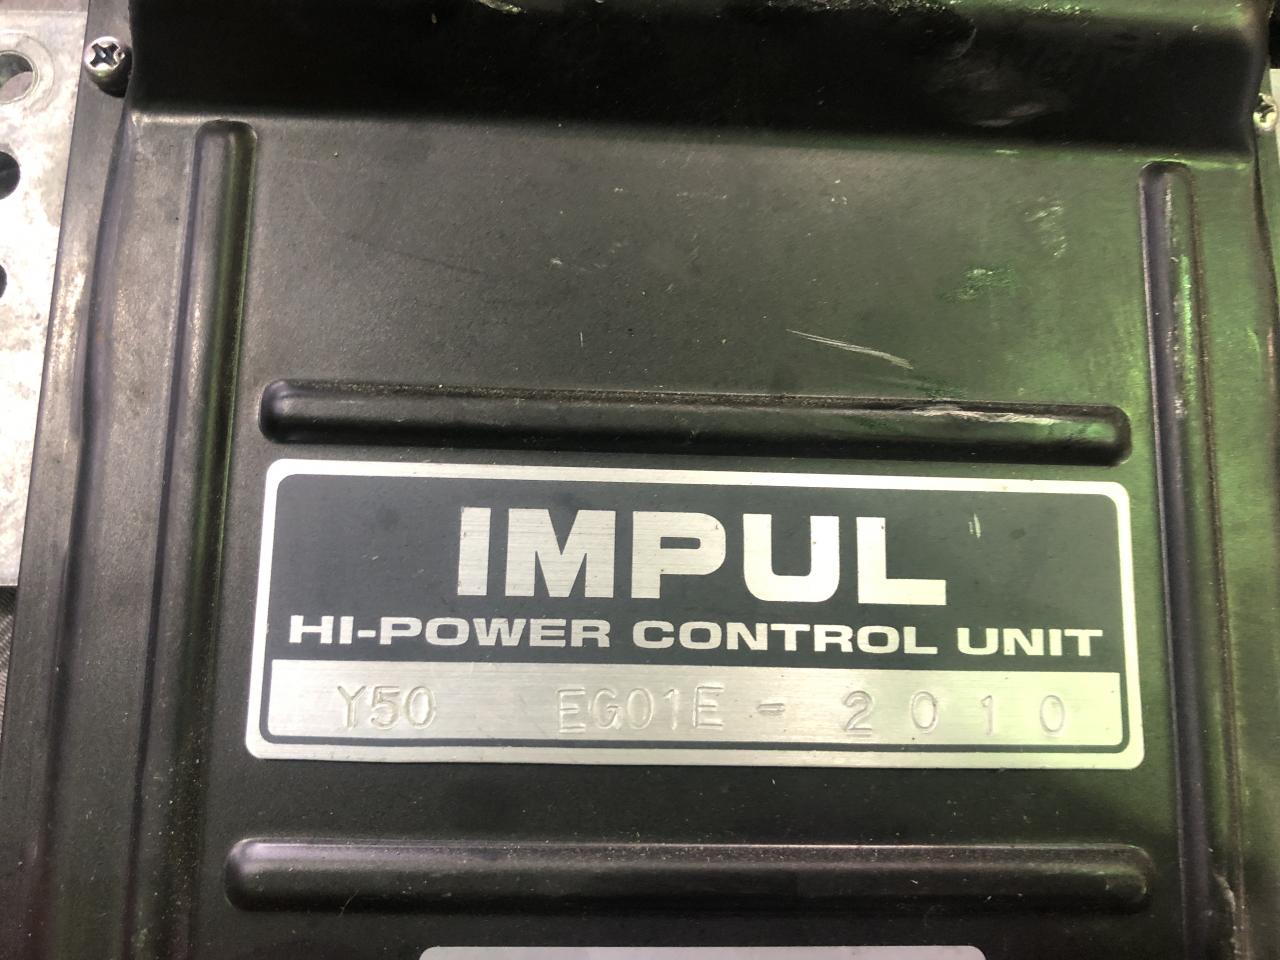 IMPUL
HI-POWER CONTROL UNIT
Y50 EG01E - 2010